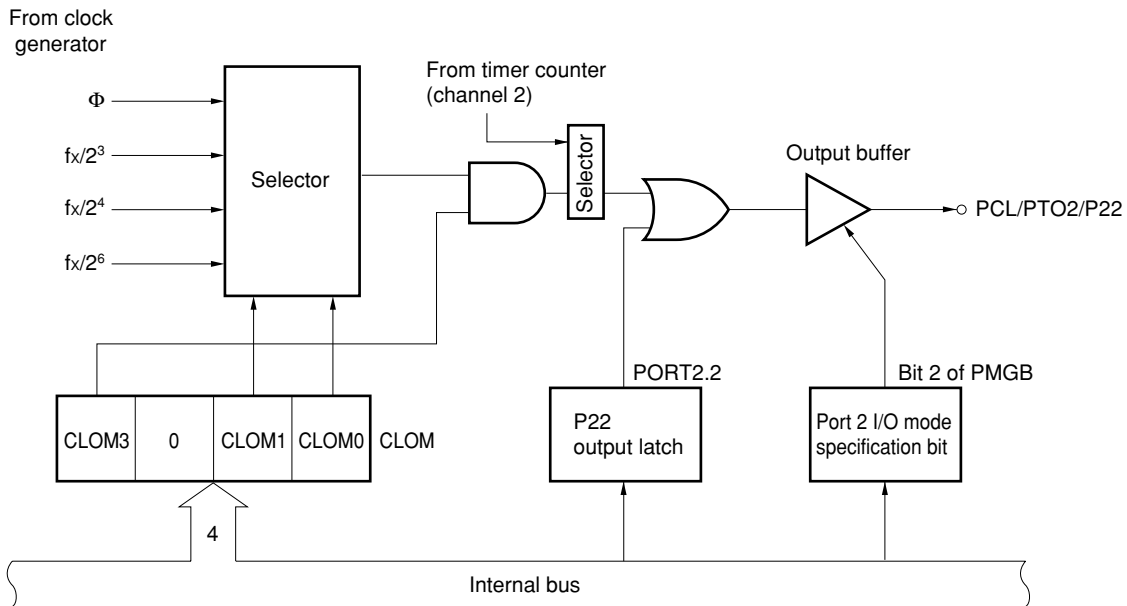 From clock
generator
Φ
fx/2³
fx/2⁴
fx/2⁶
Selector
From timer counter
(channel 2)
Selector
Output buffer
PCL/PTO2/P22
PORT2.2
Bit 2 of PMGB
CLOM3 0 CLOM1 CLOM0 CLOM
P22
output latch
Port 2 I/O mode
specification bit
4
Internal bus